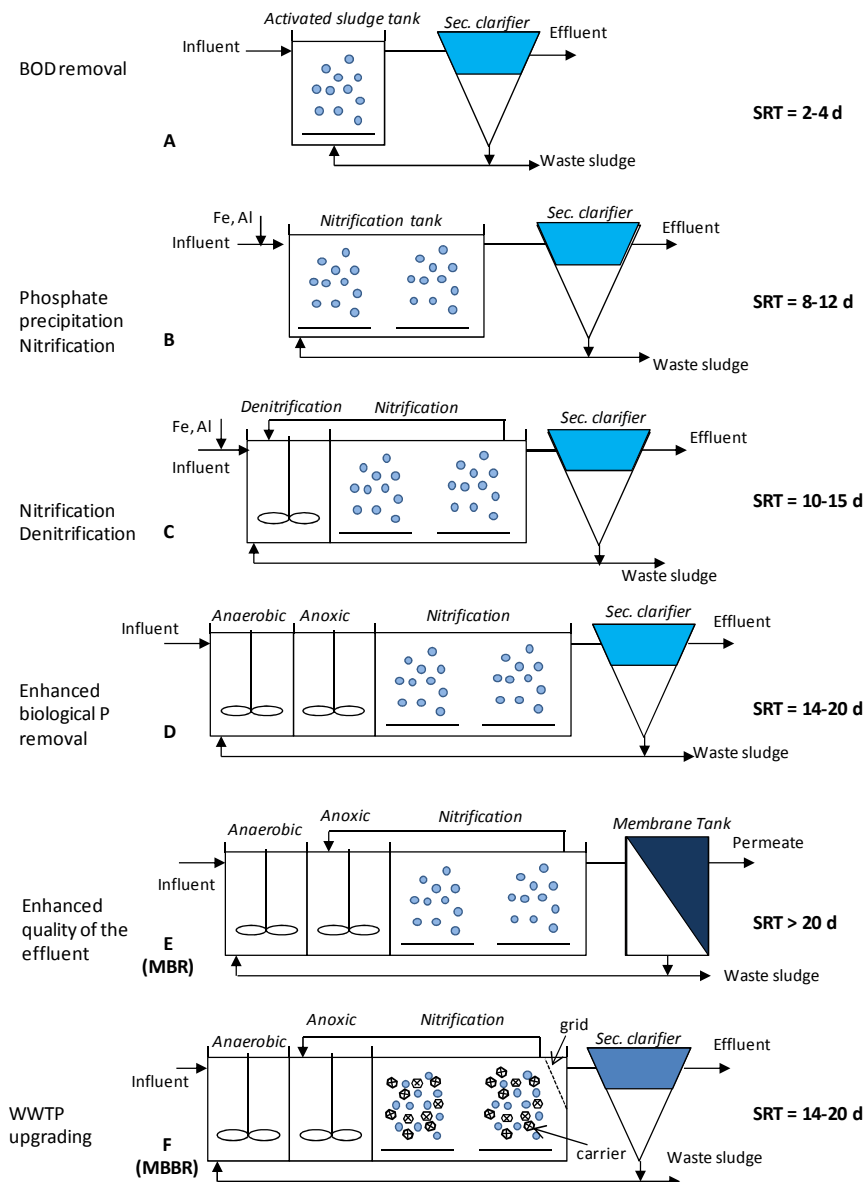 Activated sludge tank
Sec. clarifier
Influent
Effluent
BOD removal
SRT = 2-4 d
A
Waste sludge
Fe, Al
Nitrification tank
Sec. clarifier
Influent
Effluent
Phosphate
precipitation
Nitrification
SRT = 8-12 d
B
Waste sludge
Denitrification
Nitrification
Sec. clarifier
Fe, Al
Influent
Effluent
Nitrification
Denitrification
SRT = 10-15 d
C
Waste sludge
Anaerobic
Anoxic
Nitrification
Sec. clarifier
Influent
Effluent
Enhanced
biological P
removal
SRT = 14-20 d
D
Waste sludge
Anaerobic
Anoxic
Nitrification
Membrane Tank
Influent
Permeate
Enhanced
quality of the
effluent
SRT > 20 d
E
(MBR)
Waste sludge
Anaerobic
Anoxic
Nitrification
grid
Sec. clarifier
Influent
Effluent
WWTP
upgrading
SRT = 14-20 d
F
(MBBR)
carrier
Waste sludge